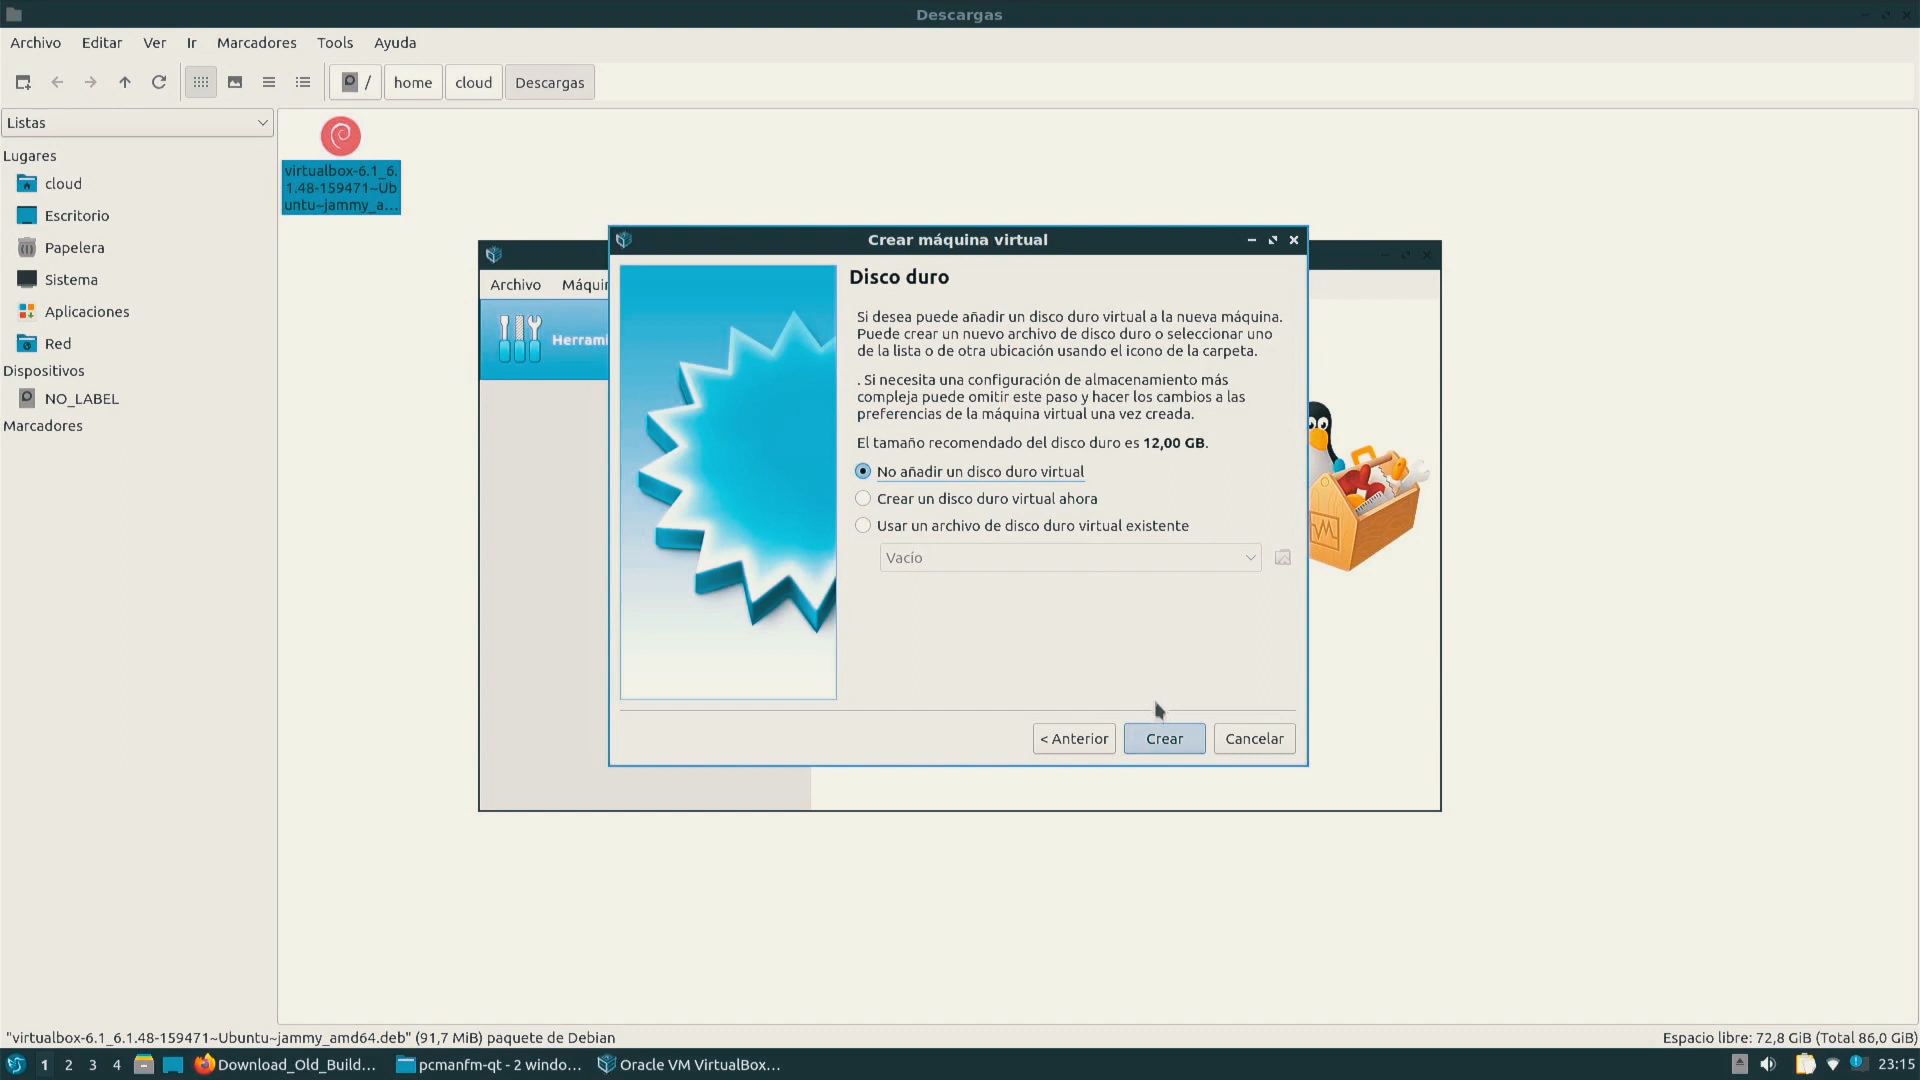 Descargas
Archivo Editar Ver Ir Marcadores Tools Ayuda
/ home cloud Descargas
Listas
Lugares
cloud
Escritorio
Papelera
Sistema
Aplicaciones
Red
Dispositivos
NO_LABEL
Marcadores
virtualbox-6.1_6.
1.48-159471~Ub
untu~jammy_a...
Archivo Máquin
Herrami
Crear máquina virtual
Disco duro
Si desea puede añadir un disco duro virtual a la nueva máquina.
Puede crear un nuevo archivo de disco duro o seleccionar uno
de la lista o de otra ubicación usando el icono de la carpeta.
. Si necesita una configuración de almacenamiento más
compleja puede omitir este paso y hacer los cambios a las
preferencias de la máquina virtual una vez creada.
El tamaño recomendado del disco duro es 12,00 GB.
No añadir un disco duro virtual
Crear un disco duro virtual ahora
Usar un archivo de disco duro virtual existente
Vacío
< Anterior Crear Cancelar
"virtualbox-6.1_6.1.48-159471~Ubuntu~jammy_amd64.deb" (91,7 MiB) paquete de Debian
Espacio libre: 72,8 GiB (Total 86,0 GiB)
1 2 3 4 Download_Old_Build... pcmanfm-qt - 2 windo... Oracle VM VirtualBox... 23:15